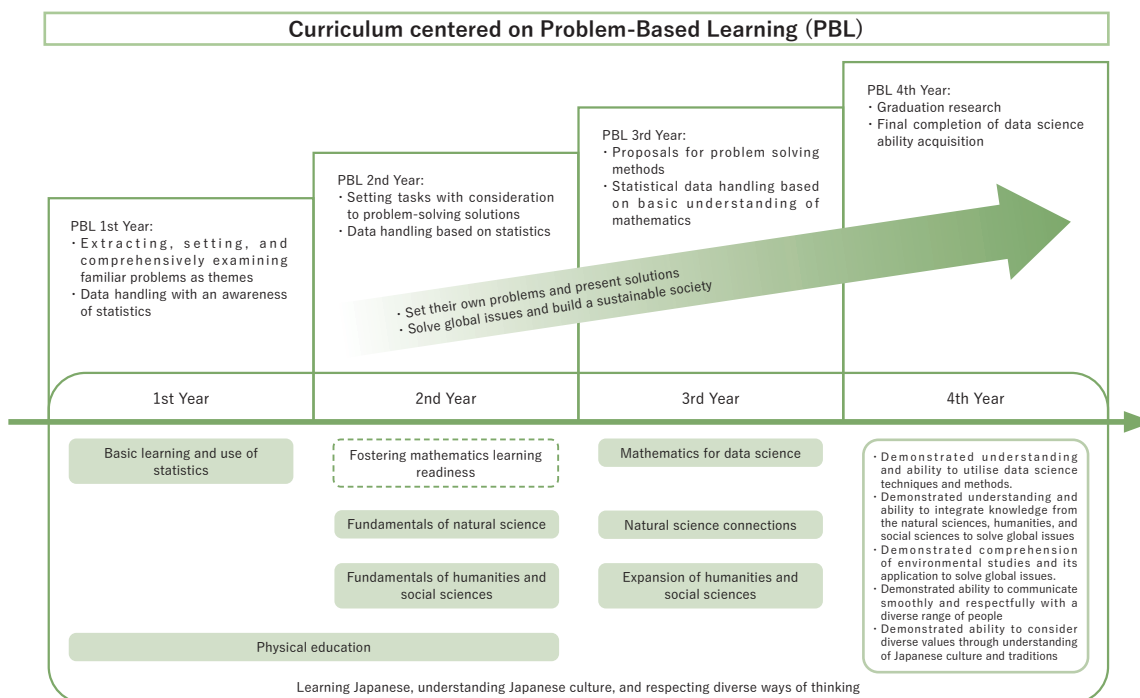 Curriculum centered on Problem-Based Learning (PBL)
PBL 1st Year:
・Extracting, setting, and
comprehensively examining
familiar problems as themes
・Data handling with an awareness
of statistics
PBL 2nd Year:
・Setting tasks with consideration
to problem-solving solutions
・Data handling based on statistics
PBL 3rd Year:
・Proposals for problem solving
methods
・Statistical data handling based
on basic understanding of
mathematics
PBL 4th Year:
・Graduation research
・Final completion of data science
ability acquisition
・Set their own problems and present solutions
・Solve global issues and build a sustainable society
1st Year
2nd Year
3rd Year
4th Year
Basic learning and use of
statistics
Fostering mathematics learning
readiness
Mathematics for data science
Fundamentals of natural science
Natural science connections
Fundamentals of humanities and
social sciences
Expansion of humanities and
social sciences
Physical education
・Demonstrated understanding
and ability to utilise data science
techniques and methods.
・Demonstrated understanding and
ability to integrate knowledge from
the natural sciences, humanities, and
social sciences to solve global issues
・Demonstrated comprehension
of environmental studies and its
application to solve global issues.
・Demonstrated ability to communicate
smoothly and respectfully with a
diverse range of people
・Demonstrated ability to consider
diverse values through understanding
of Japanese culture and traditions
Learning Japanese, understanding Japanese culture, and respecting diverse ways of thinking